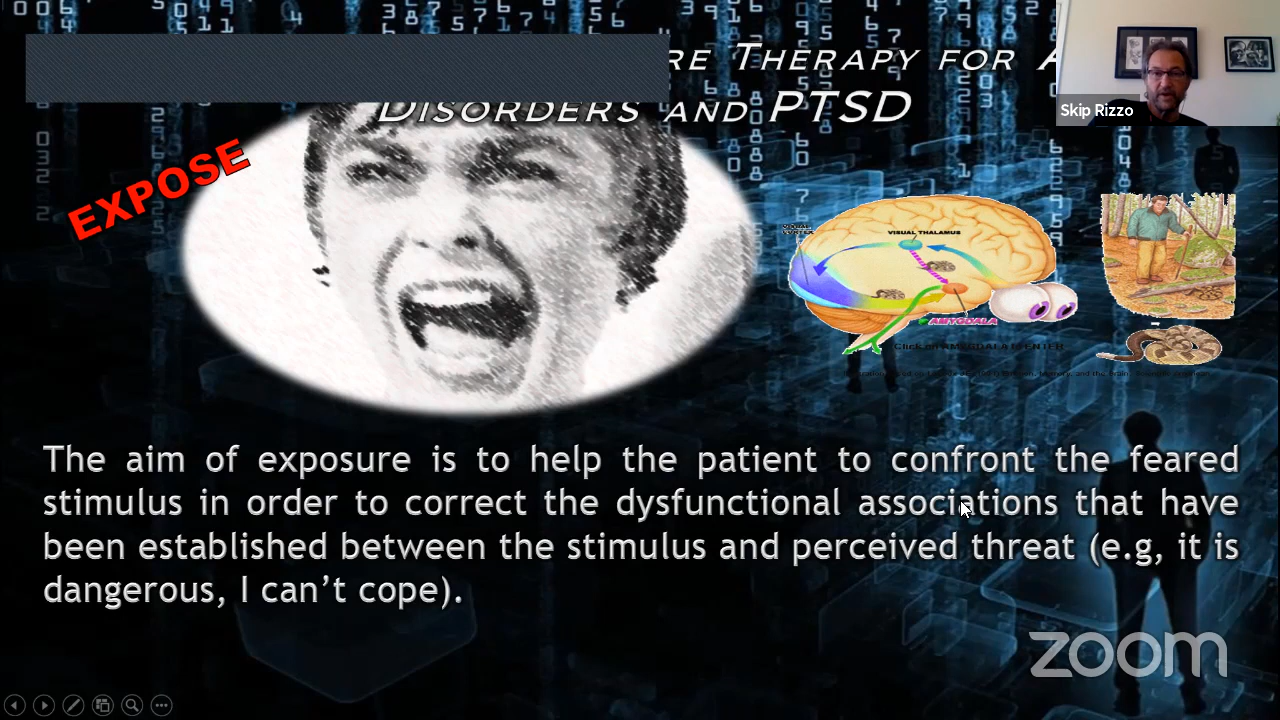 RE THERAPY FOR A
DISORDERS AND PTSD
Skip Rizzo
EXPOSE
VISUAL THALAMUS
AMYGDALA
The aim of exposure is to help the patient to confront the feared
stimulus in order to correct the dysfunctional associations that have
been established between the stimulus and perceived threat (e.g, it is
dangerous, I can’t cope).
zoom